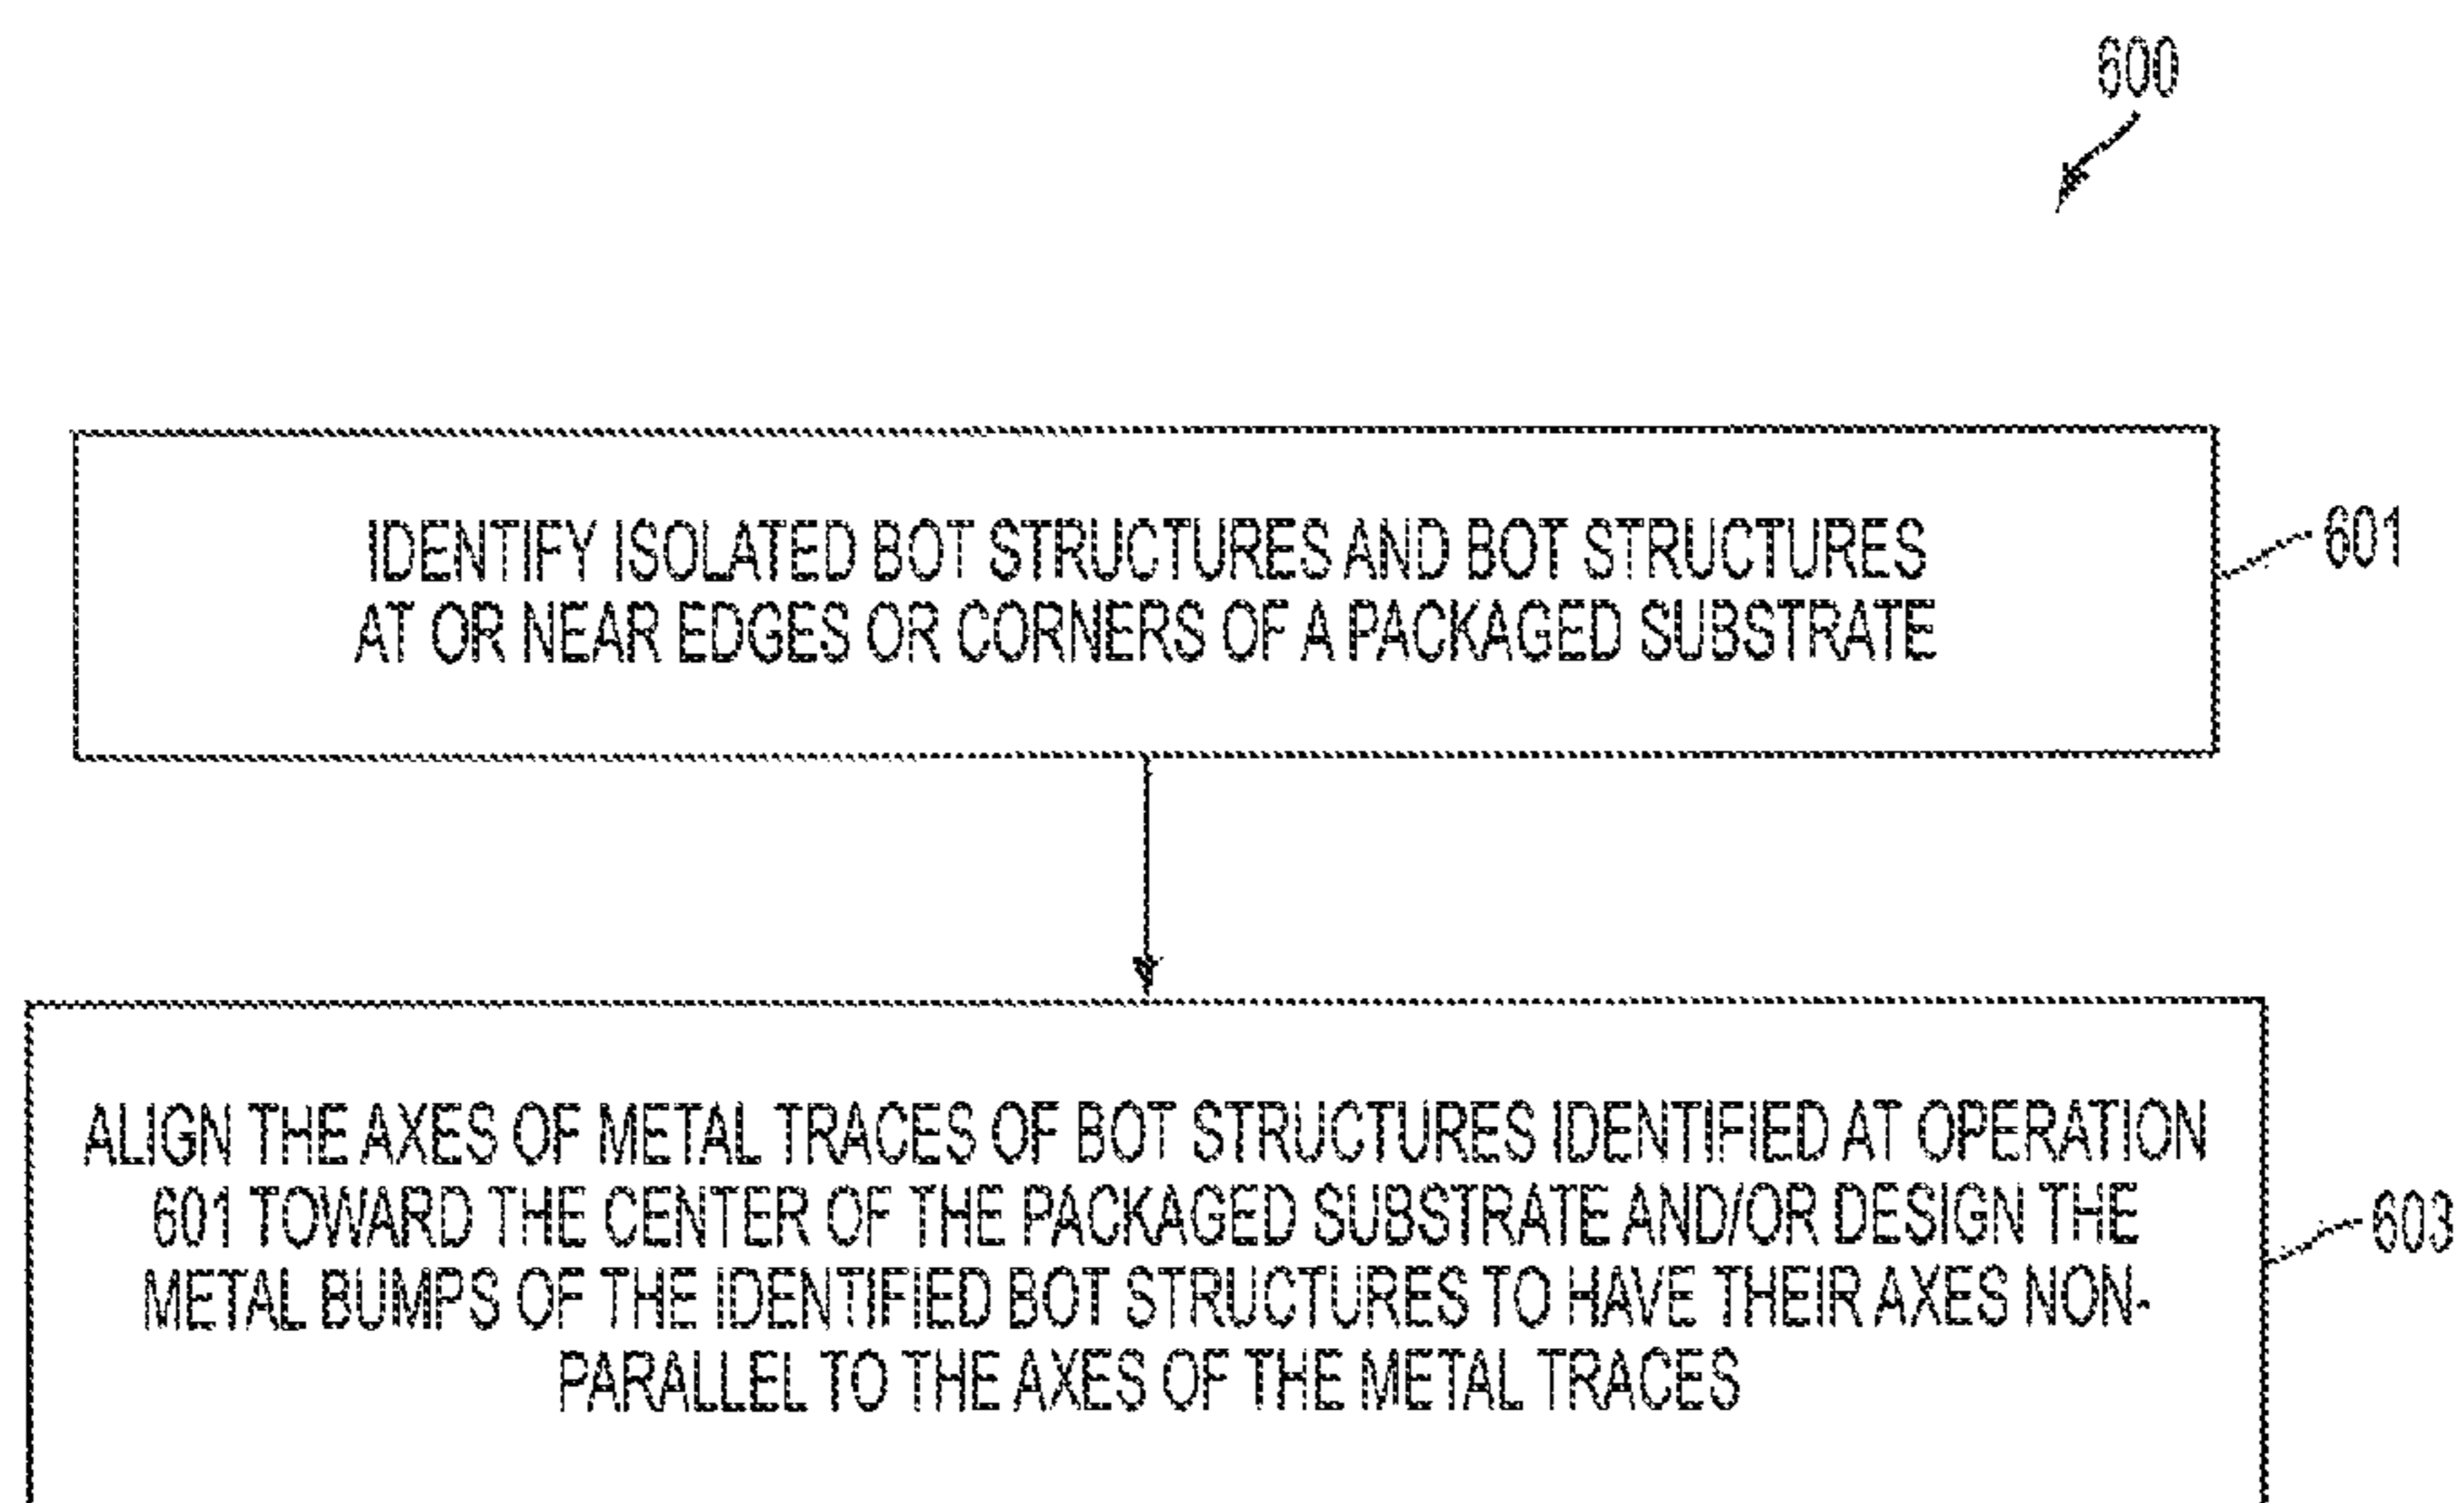 600
IDENTIFY ISOLATED BOT STRUCTURES AND BOT STRUCTURES
AT OR NEAR EDGES OR CORNERS OF A PACKAGED SUBSTRATE
601
ALIGN THE AXES OF METAL TRACES OF BOT STRUCTURES IDENTIFIED AT OPERATION
601 TOWARD THE CENTER OF THE PACKAGED SUBSTRATE AND/OR DESIGN THE
METAL BUMPS OF THE IDENTIFIED BOT STRUCTURES TO HAVE THEIR AXES NON-
PARALLEL TO THE AXES OF THE METAL TRACES
603